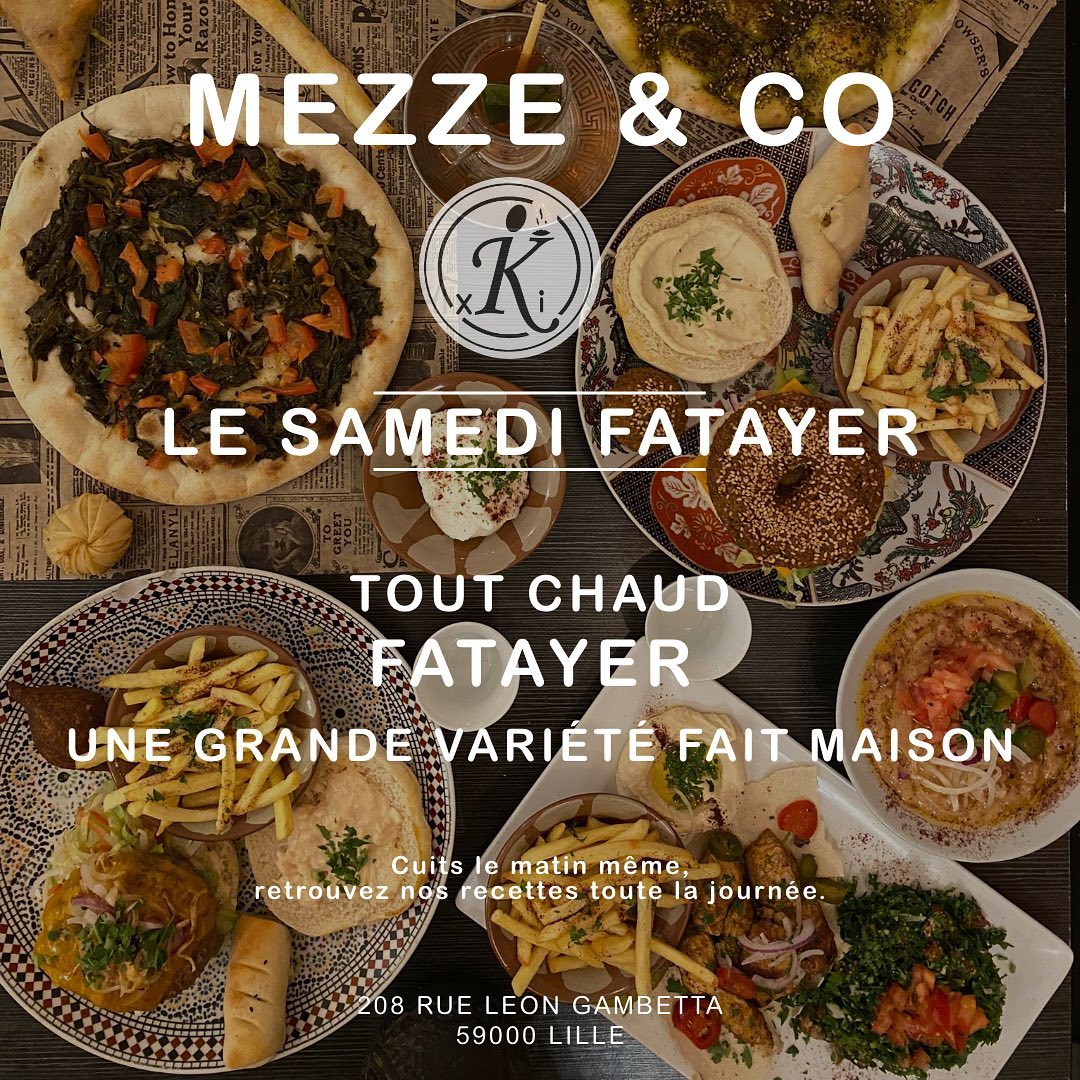 MEZZE & CO
K
x i
LE SAMEDI FATAYER
TOUT CHAUD
FATAYER
UNE GRANDE VARIÉTÉ FAIT MAISON
Cuits le matin même,
retrouvez nos recettes toute la journée.
208 RUE LEON GAMBETTA
59000 LILLE